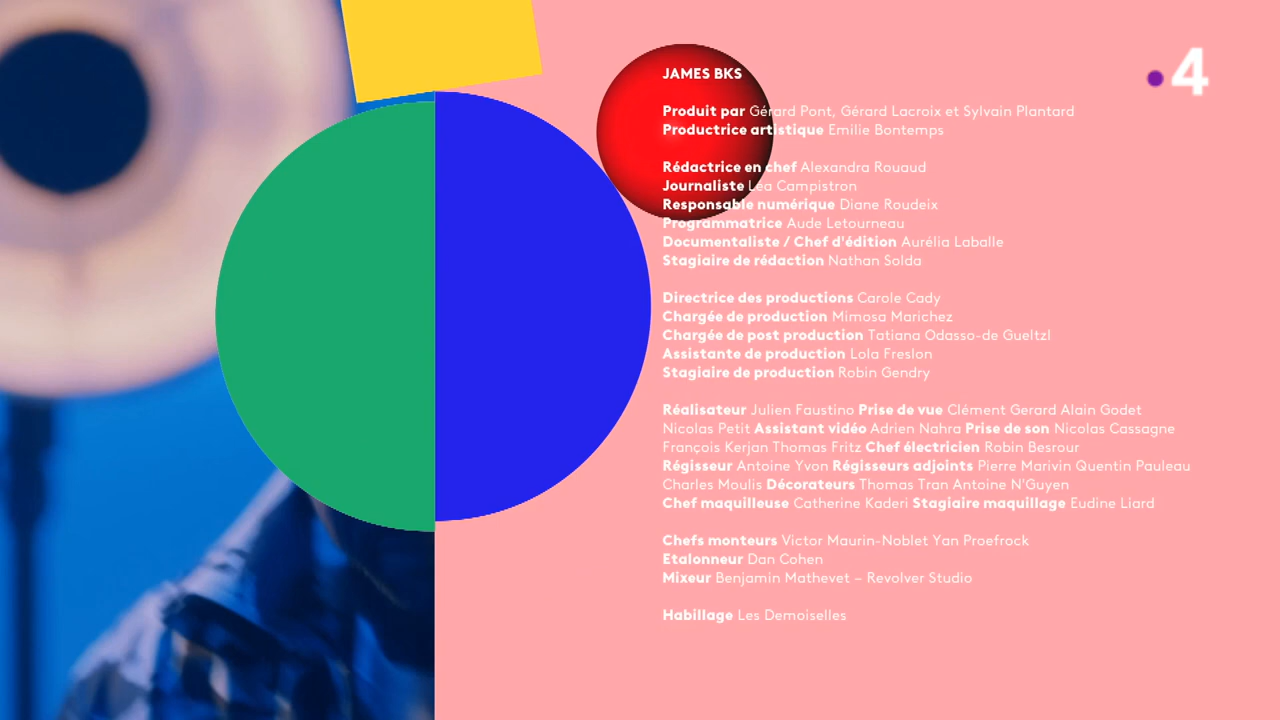 4
JAMES BKS
Produit par Gérard Pont, Gérard Lacroix et Sylvain Plantard
Productrice artistique Emilie Bontemps
Rédactrice en chef Alexandra Rouaud
Journaliste Léa Campistron
Responsable numérique Diane Roudeix
Programmatrice Aude Letourneau
Documentaliste / Chef d'édition Aurélia Laballe
Stagiaire de rédaction Nathan Solda
Directrice des productions Carole Cady
Chargée de production Mimosa Marichez
Chargée de post production Tatiana Odasso-de Gueltzl
Assistante de production Lola Freslon
Stagiaire de production Robin Gendry
Réalisateur Julien Faustino Prise de vue Clément Gerard Alain Godet
Nicolas Petit Assistant vidéo Adrien Nahra Prise de son Nicolas Cassagne
François Kerjan Thomas Fritz Chef électricien Robin Besrour
Régisseur Antoine Yvon Régisseurs adjoints Pierre Marivin Quentin Pauleau
Charles Moulis Décorateurs Thomas Tran Antoine N'Guyen
Chef maquilleuse Catherine Kaderi Stagiaire maquillage Eudine Liard
Chefs monteurs Victor Maurin-Noblet Yan Proefrock
Etalonneur Dan Cohen
Mixeur Benjamin Mathevet – Revolver Studio
Habillage Les Demoiselles